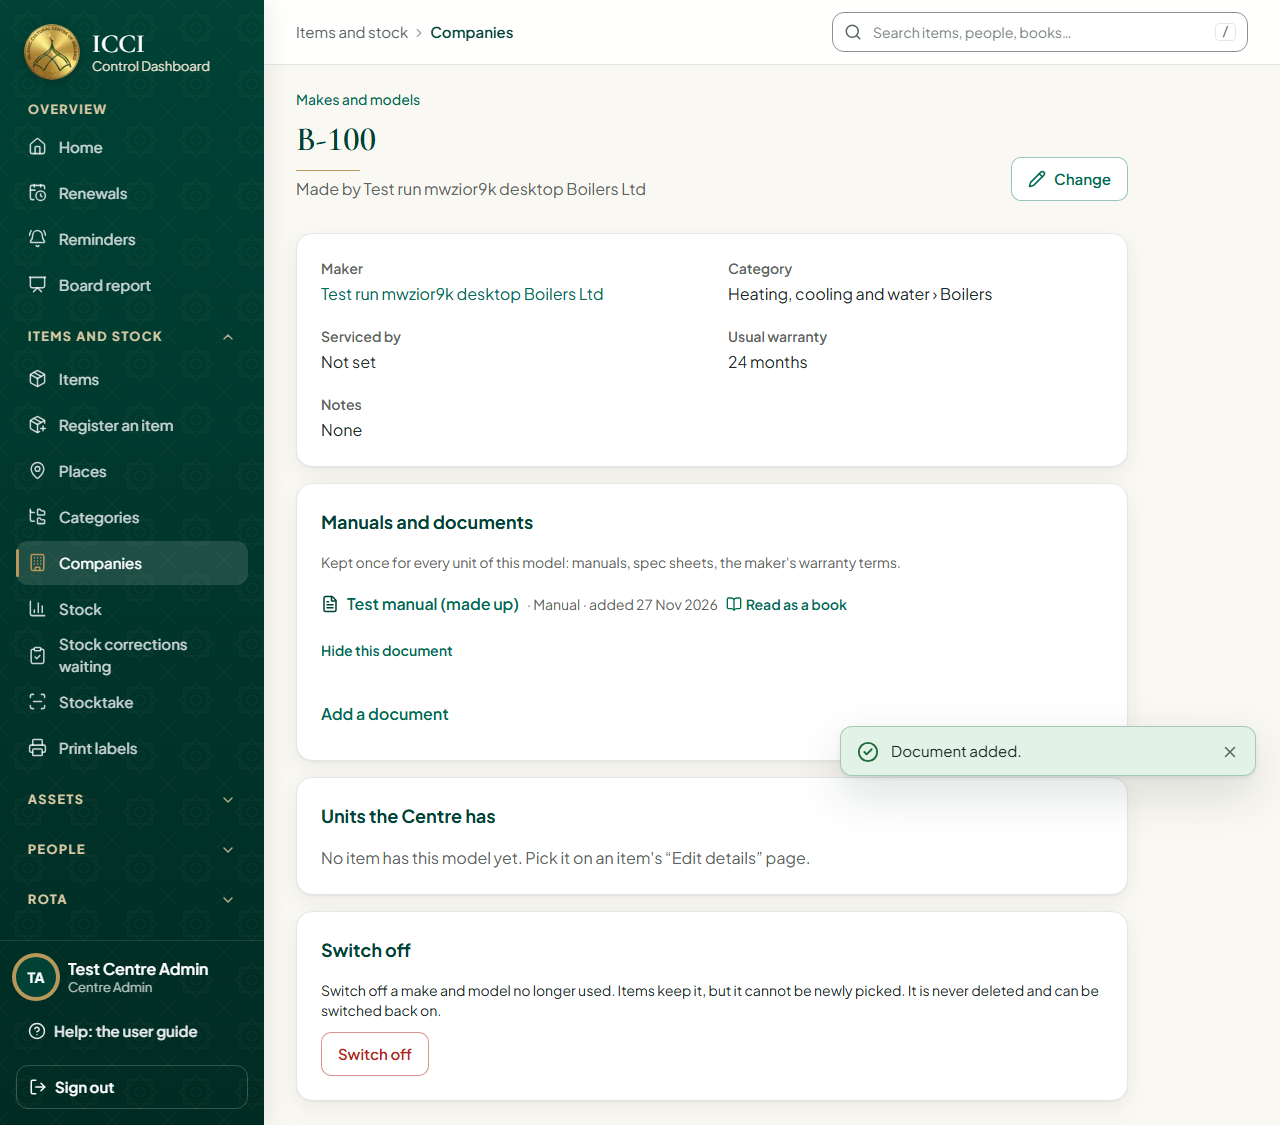 ICCI
Control Dashboard
OVERVIEW
Home
Renewals
Reminders
Board report
ITEMS AND STOCK
Items
Register an item
Places
Categories
Companies
Stock
Stock corrections
waiting
Stocktake
Print labels
ASSETS
PEOPLE
ROTA
TA
Test Centre Admin
Centre Admin
Help: the user guide
Sign out
Items and stock › Companies
Search items, people, books…
/
Makes and models
B-100
Made by Test run mwzior9k desktop Boilers Ltd
Change
Maker
Test run mwzior9k desktop Boilers Ltd
Category
Heating, cooling and water › Boilers
Serviced by
Not set
Usual warranty
24 months
Notes
None
Manuals and documents
Kept once for every unit of this model: manuals, spec sheets, the maker's warranty terms.
Test manual (made up) · Manual · added 27 Nov 2026 Read as a book
Hide this document
Add a document
Document added.
Units the Centre has
No item has this model yet. Pick it on an item's “Edit details” page.
Switch off
Switch off a make and model no longer used. Items keep it, but it cannot be newly picked. It is never deleted and can be
switched back on.
Switch off